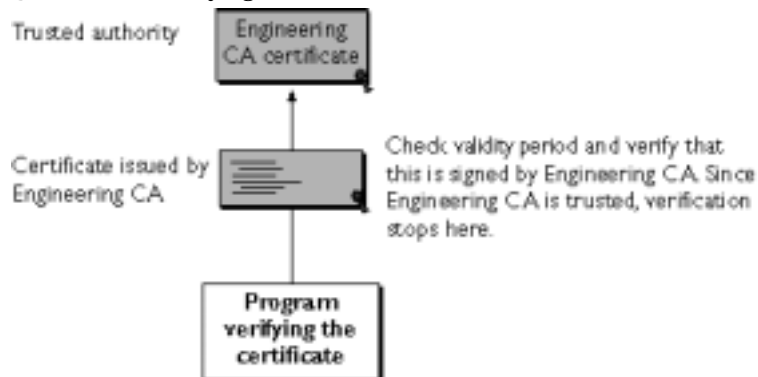 Trusted authority
Engineering
CA certificate
Certificate issued by
Engineering CA
Check validity period and verify that
this is signed by Engineering CA. Since
Engineering CA is trusted, verification
stops here.
Program
verifying the
certificate